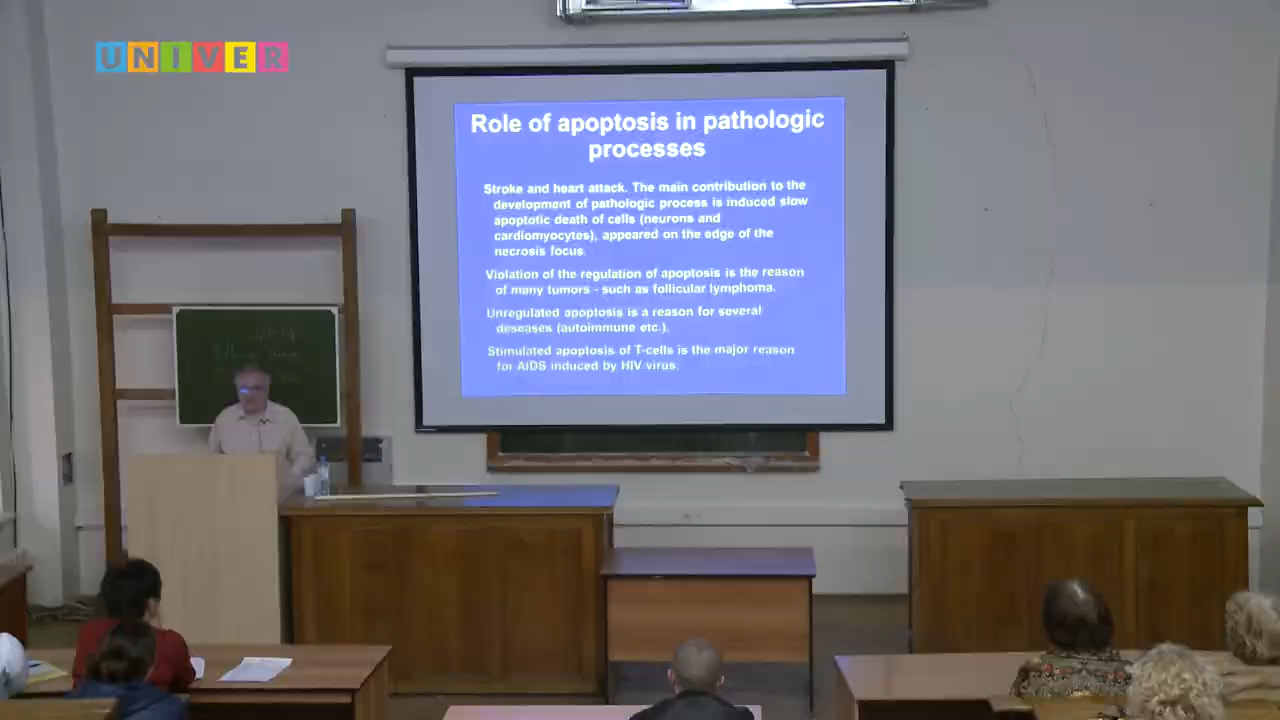 UNIVER
Role of apoptosis in pathologic
processes
Stroke and heart attack. The main contribution to the
development of pathologic process is induced slow
apoptotic death of cells (neurons and
cardiomyocytes), appeared on the edge of the
necrosis focus.
Violation of the regulation of apoptosis is the reason
of many tumors - such as follicular lymphoma.
Unregulated apoptosis is a reason for several
deseases (autoimmune etc.).
Stimulated apoptosis of T-cells is the major reason
for AIDS induced by HIV virus.